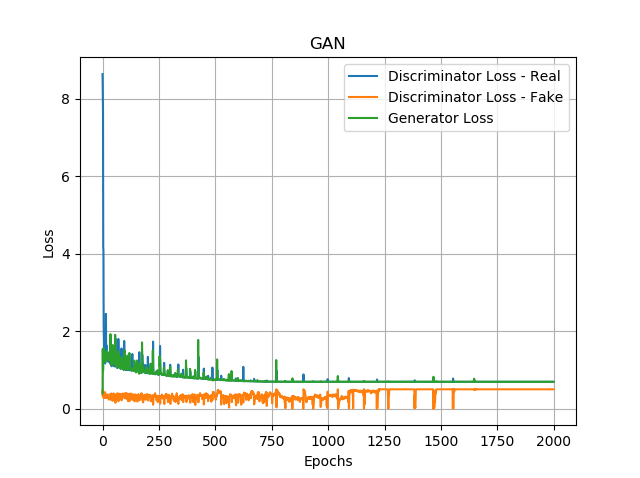 GAN
Discriminator Loss - Real
Discriminator Loss - Fake
Generator Loss
8
6
4
2
0
Loss
0 250 500 750 1000 1250 1500 1750 2000
Epochs